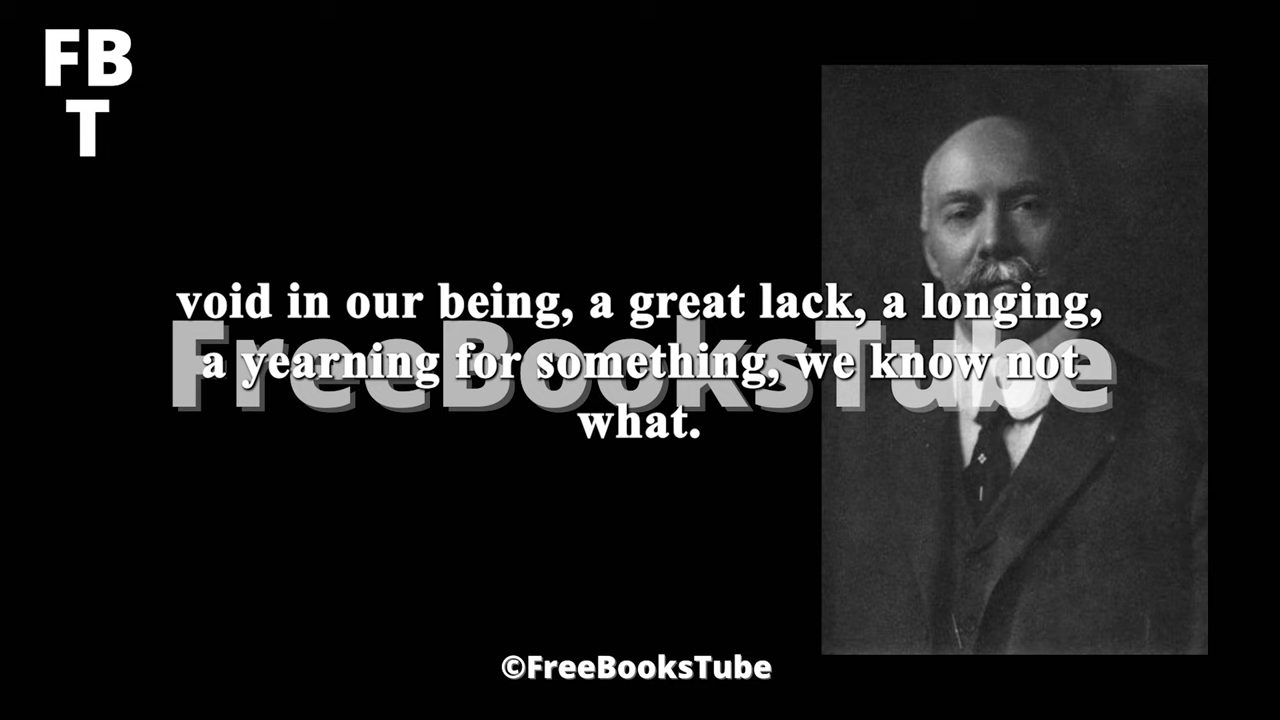 FB
T
void in our being, a great lack, a longing,
FreeBooksTube
a yearning for something, we know not
what.
©FreeBooksTube